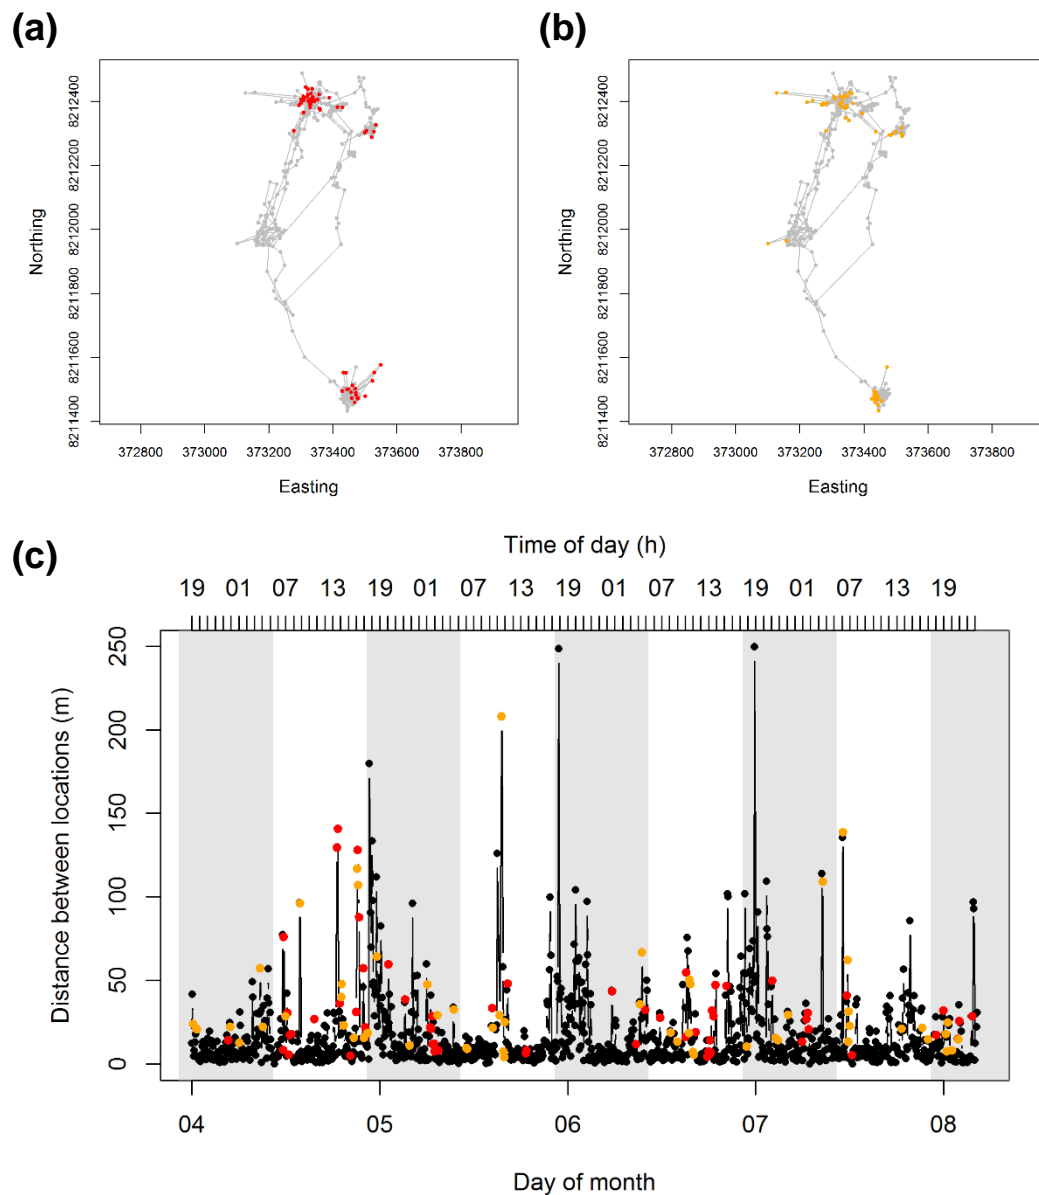 (a)
(b)
8212400
8212200
8212000
8211800
8211600
8211400
Northing
372800 373000 373200 373400 373600 373800
Easting
8212400
8212200
8212000
8211800
8211600
8211400
Northing
372800 373000 373200 373400 373600 373800
Easting
(c)
Time of day (h)
19 01 07 13 19 01 07 13 19 01 07 13 19 01 07 13 19
250
200
150
100
50
0
Distance between locations (m)
04 05 06 07 08
Day of month